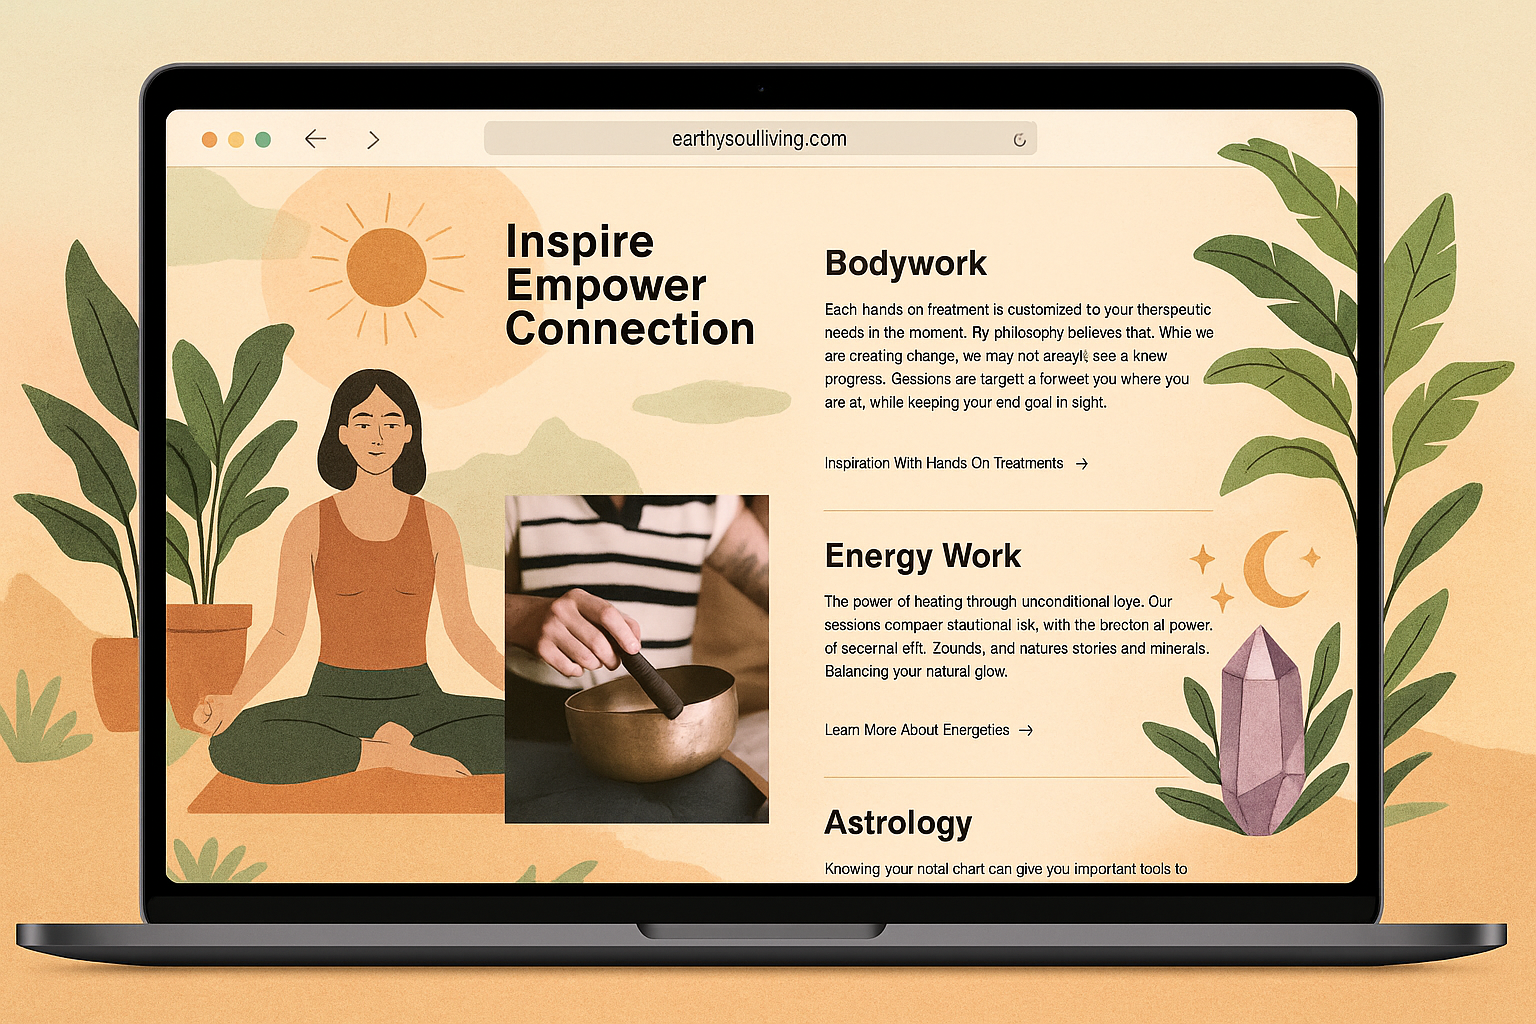 earthysoulliving.com
Inspire
Empower
Connection
Bodywork
Each hands on freatment is customized to your therspeutic
needs in the moment. Ry philosophy believes that. Whie we
are creating change, we may not see a knew
progress. Gessions are targett a forweet you where you
are at, while keeping your end goal in sight.
Inspiration With Hands On Treatments →
Energy Work
The power of heating through unconditional loye. Our
sessions compaer stautional isk, with the brecton al power.
of secernal efft. Zounds, and natures stories and minerals.
Balancing your natural glow.
Learn More About Energeties →
Astrology
Knowing your notal chart can give you important tools to